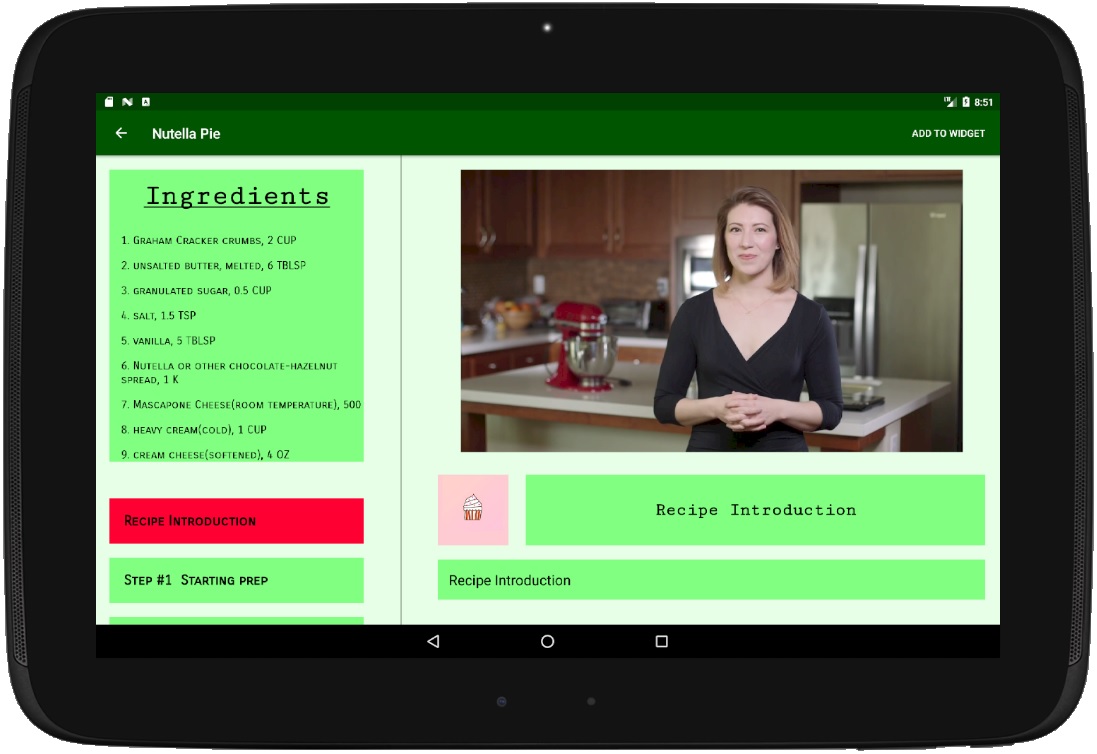 8:51
Nutella Pie
ADD TO WIDGET
Ingredients
1. Graham Cracker crumbs, 2 CUP
2. unsalted butter, melted, 6 TBLSP
3. granulated sugar, 0.5 CUP
4. salt, 1.5 TSP
5. vanilla, 5 TBLSP
6. Nutella or other chocolate-hazelnut
spread, 1 K
7. Mascapone Cheese(room temperature), 500
8. heavy cream(cold), 1 CUP
9. cream cheese(softened), 4 OZ
Recipe Introduction
Step #1 Starting prep
Recipe Introduction
Recipe Introduction